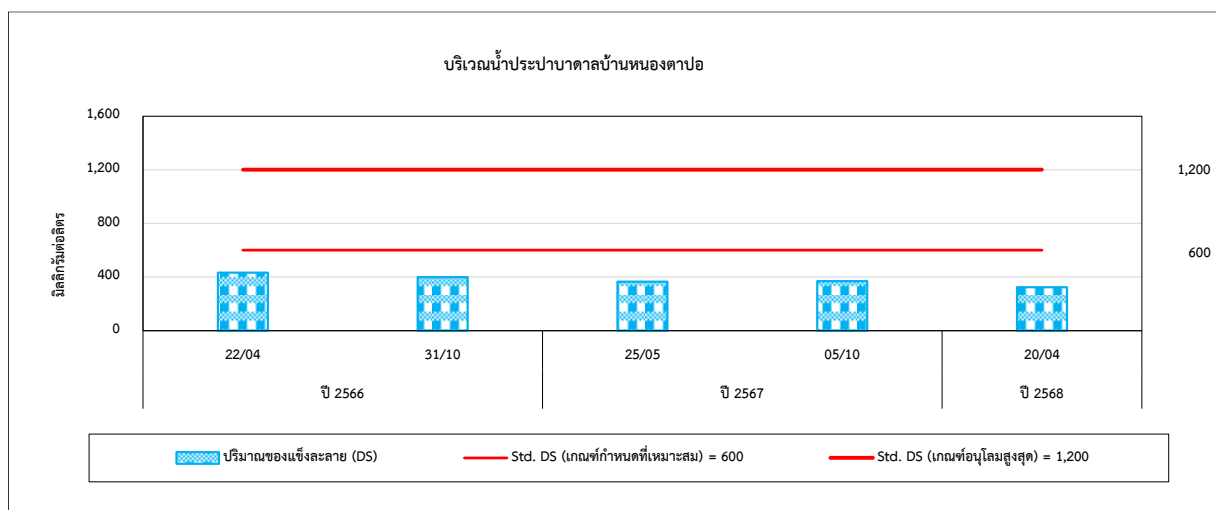 บริเวณน้ำประปาบาดาลบ้านหนองตาปอ
มิลลิกรัมต่อลิตร
1,600
1,200
800
400
0
1,200
600
22/04
31/10
25/05
05/10
20/04
ปี 2566
ปี 2567
ปี 2568
ปริมาณของแข็งละลาย (DS)
Std. DS (เกณฑ์กำหนดที่เหมาะสม) = 600
Std. DS (เกณฑ์อนุโลมสูงสุด) = 1,200